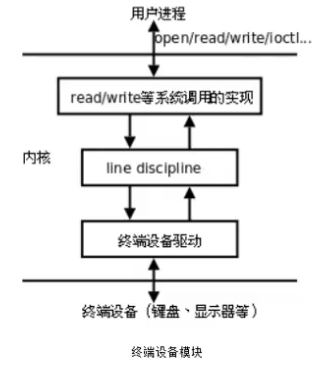 用户进程
open/read/write/ioctl...
read/write等系统调用的实现
内核
line discipline
终端设备驱动
终端设备（键盘、显示器等）
终端设备模块